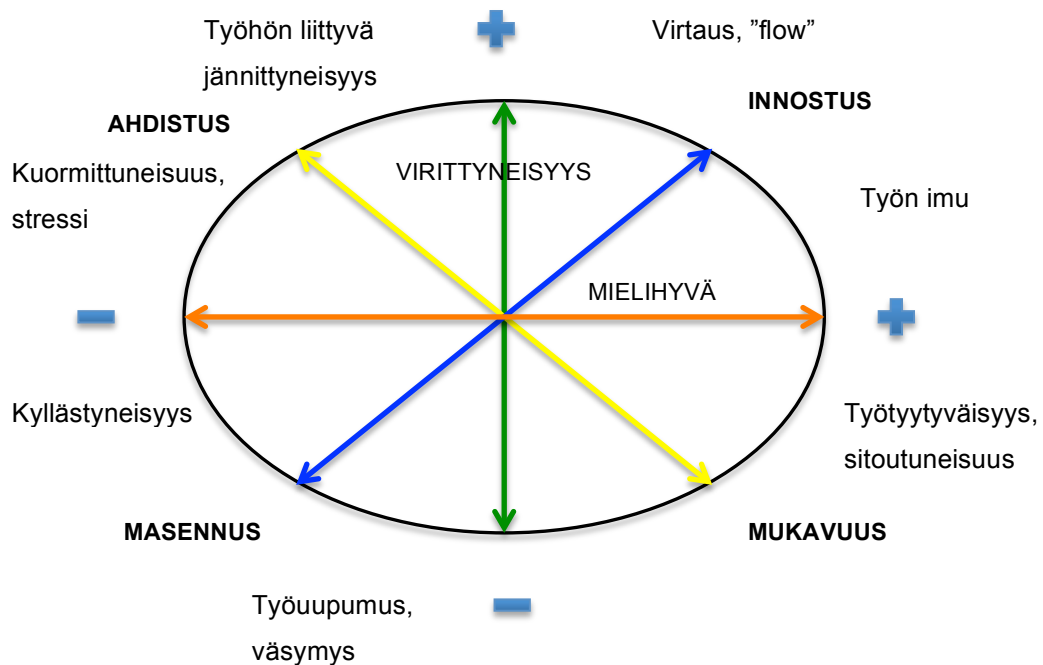 Työhön liittyvä
jännittyneisyys
Virtaus, ”flow”
INNOSTUS
AHDISTUS
Kuormittuneisuus,
stressi
VIRITTYNEISYYS
Työn imu
MIELIHYVÄ
Kyllästyneisyys
Työtyytyväisyys,
sitoutuneisuus
MASENNUS
MUKAVUUS
Työuupumus,
väsymys